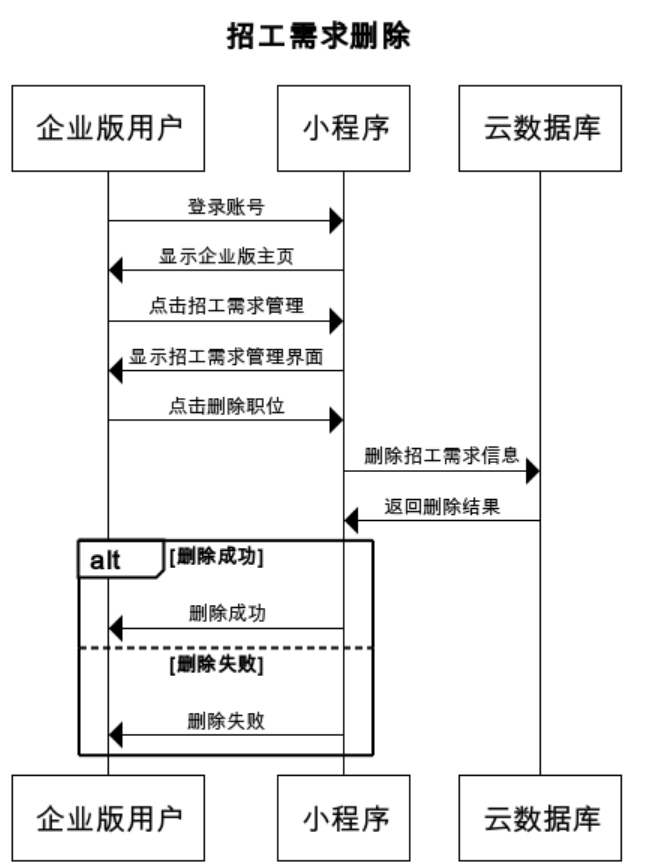 招工需求删除
企业版用户 小程序 云数据库
登录账号
显示企业版主页
点击招工需求管理
显示招工需求管理界面
点击删除职位
删除招工需求信息
返回删除结果
alt [删除成功]
删除成功
[删除失败]
删除失败
企业版用户 小程序 云数据库